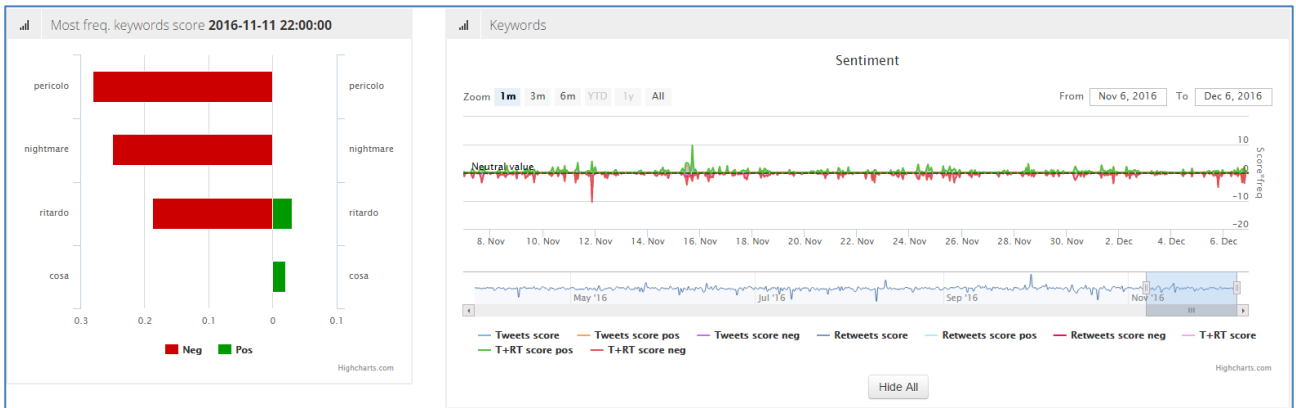 Most freq. keywords score 2016-11-11 22:00:00
pericolo
pericolo
nightmare
nightmare
ritardo
ritardo
cosa
cosa
0.3 0.2 0.1 0 0.1
Neg Pos
Highcharts.com
Keywords
Sentiment
Zoom 1m 3m 6m YTD 1y All
From Nov 6, 2016 To Dec 6, 2016
10
Neutral value
0
-10
-20
Score*freq
8. Nov 10. Nov 12. Nov 14. Nov 16. Nov 18. Nov 20. Nov 22. Nov 24. Nov 26. Nov 28. Nov 30. Nov 2. Dec 4. Dec 6. Dec
May '16 Jul '16 Sep '16 Nov '16
Tweets score Tweets score pos Tweets score neg Retweets score Retweets score pos Retweets score neg T+RT score
T+RT score pos T+RT score neg
Highcharts.com
Hide All